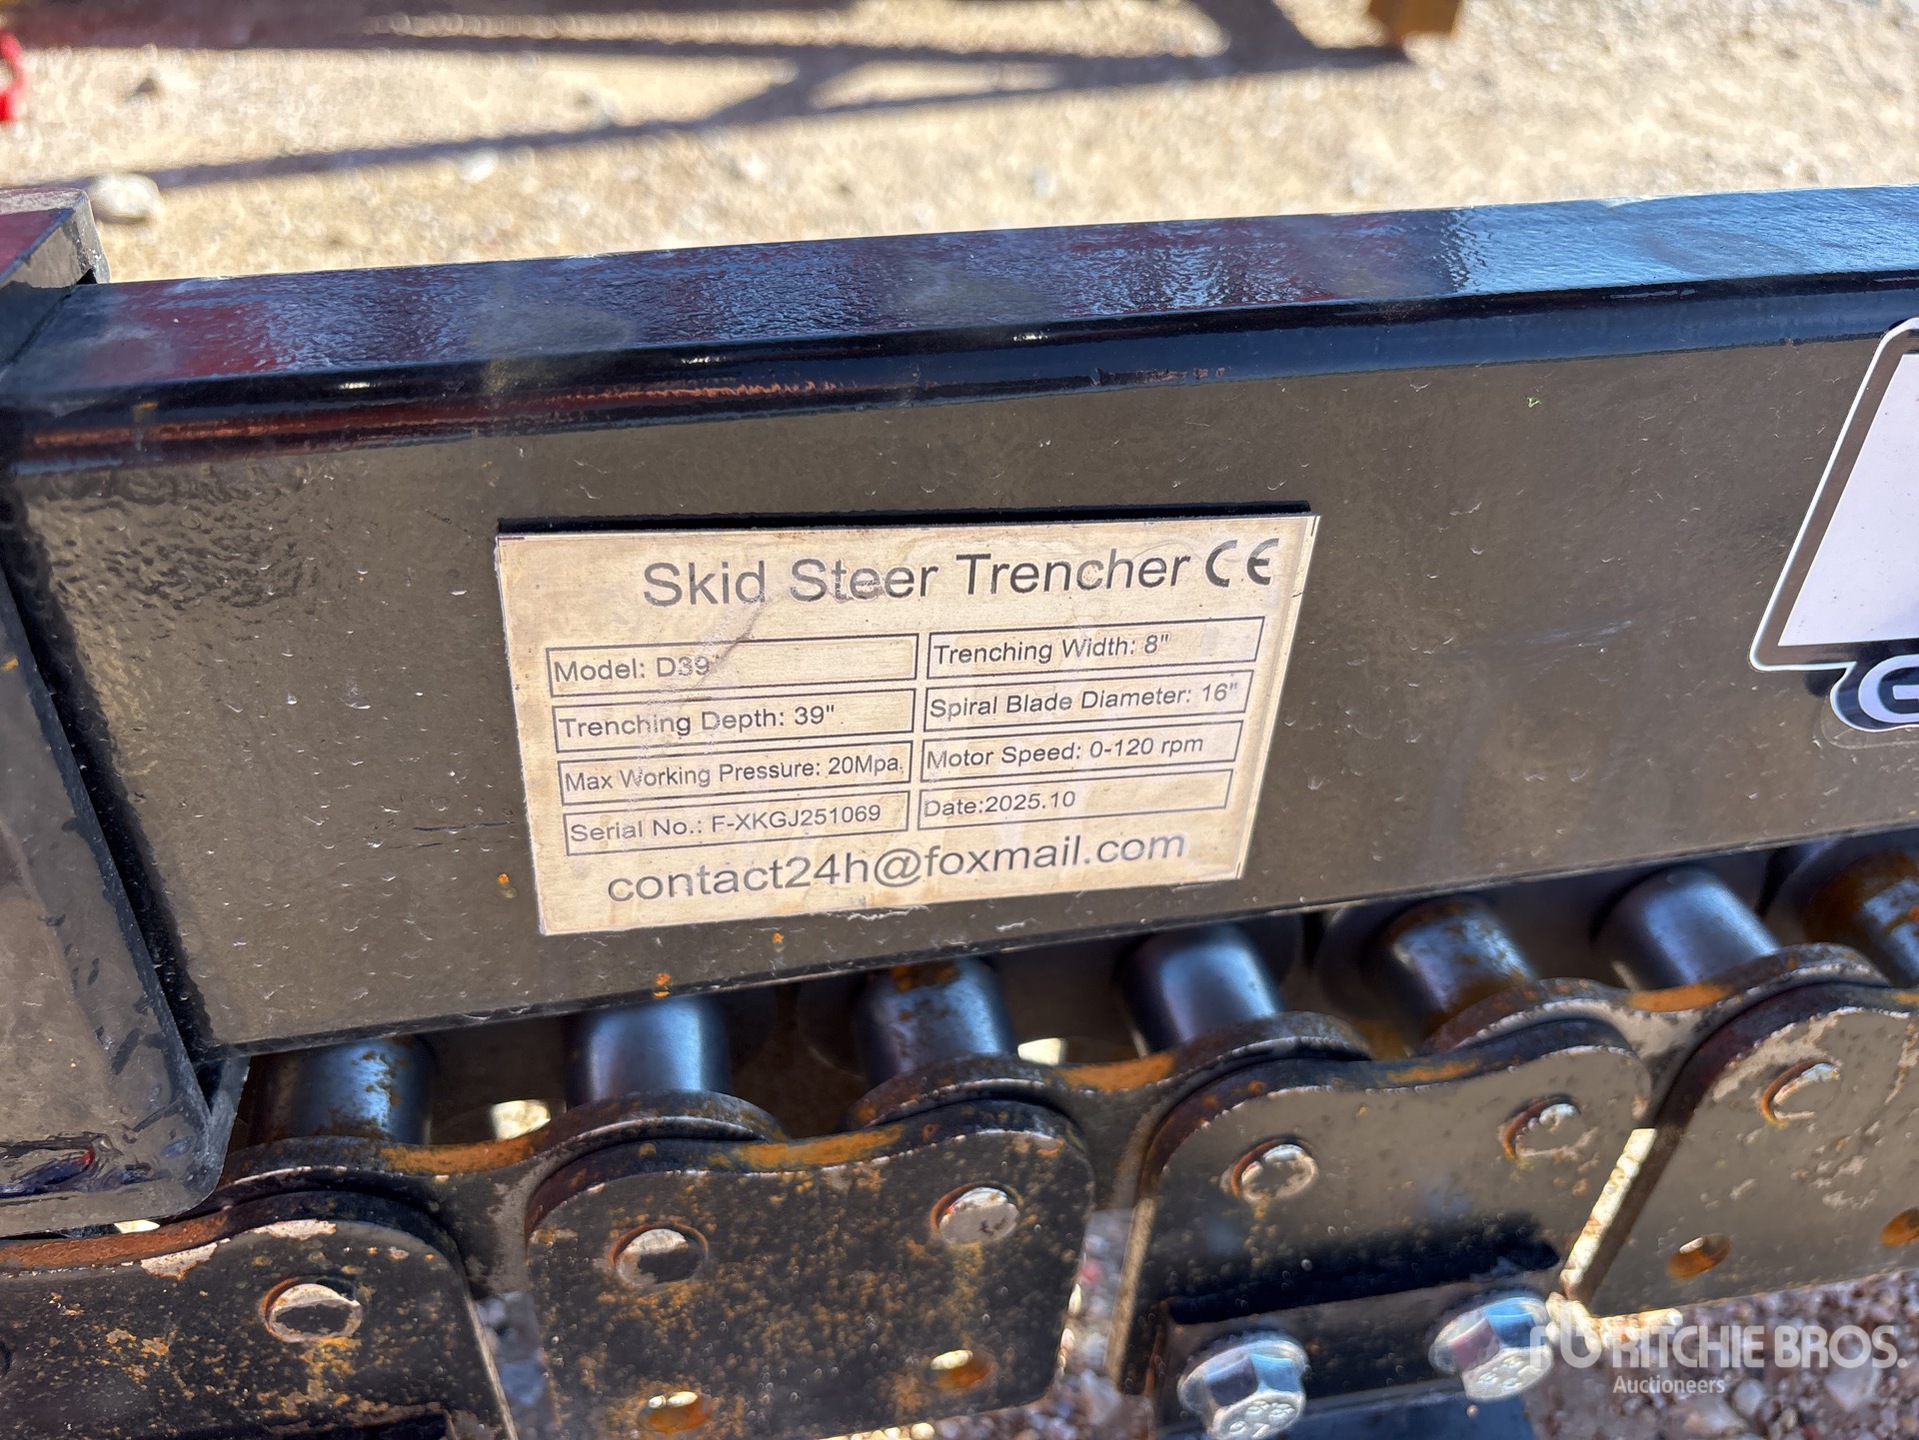 Skid Steer Trencher CE
Model: D39
Trenching Width: 8"
Trenching Depth: 39"
Spiral Blade Diameter: 16"
Max Working Pressure: 20Mpa
Motor Speed: 0-120 rpm
Serial No.: F-XKGJ251069
Date:2025.10
contact24h@foxmail.com
RITCHIE BROS.
Auctioneers